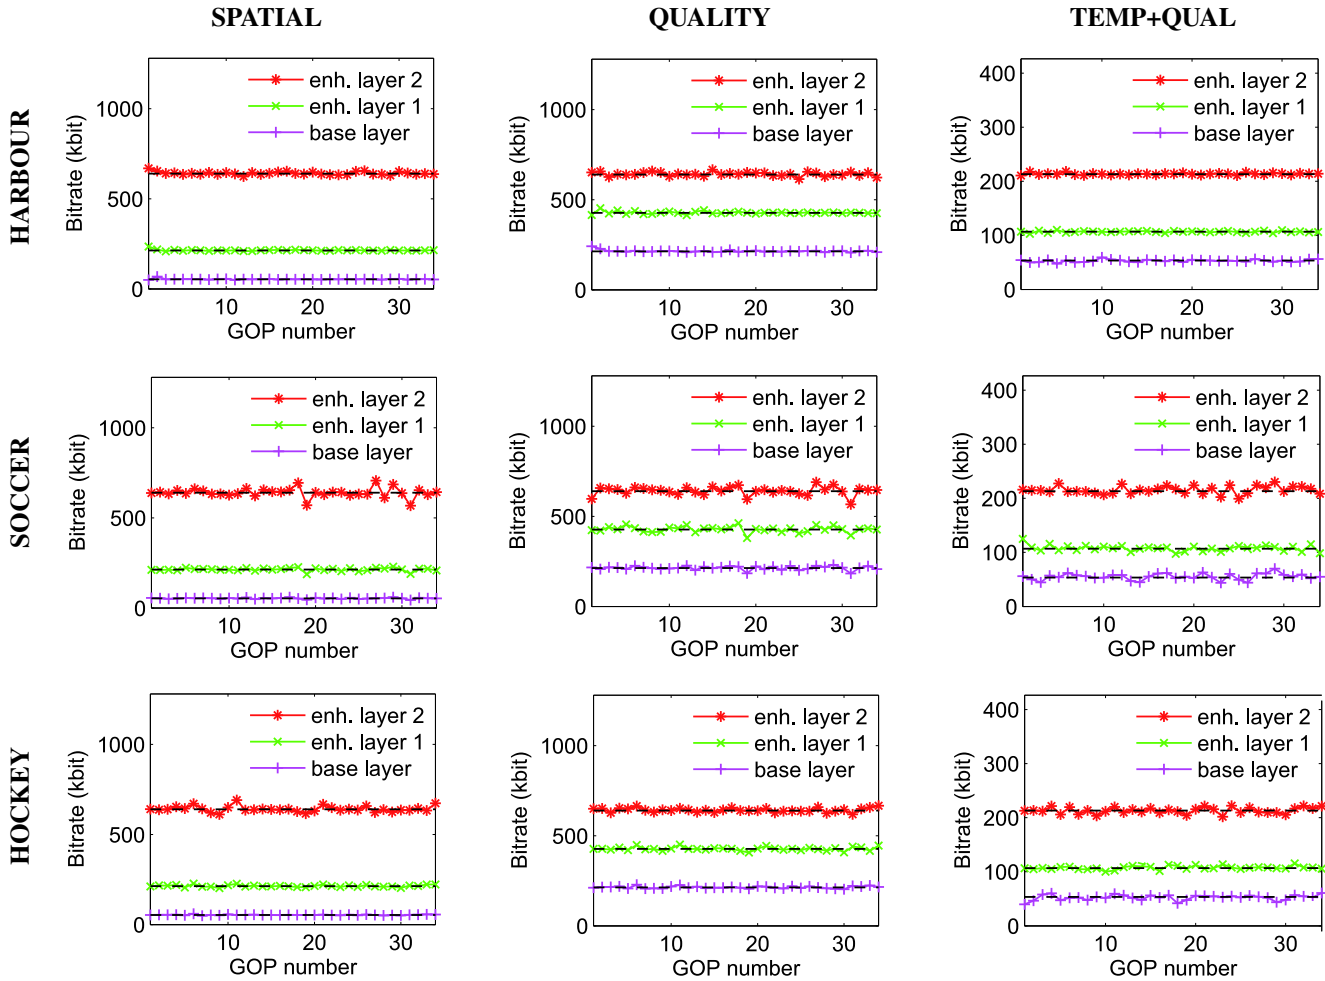 SPATIAL
QUALITY
TEMP+QUAL
HARBOUR
Bitrate (kbit)
1000
500
0
enh. layer 2
enh. layer 1
base layer
10 20 30
GOP number
Bitrate (kbit)
1000
500
0
enh. layer 2
enh. layer 1
base layer
10 20 30
GOP number
Bitrate (kbit)
400
300
200
100
0
enh. layer 2
enh. layer 1
base layer
10 20 30
GOP number
SOCCER
Bitrate (kbit)
1000
500
0
enh. layer 2
enh. layer 1
base layer
10 20 30
GOP number
Bitrate (kbit)
1000
500
0
enh. layer 2
enh. layer 1
base layer
10 20 30
GOP number
Bitrate (kbit)
400
300
200
100
0
enh. layer 2
enh. layer 1
base layer
10 20 30
GOP number
HOCKEY
Bitrate (kbit)
1000
500
0
enh. layer 2
enh. layer 1
base layer
10 20 30
GOP number
Bitrate (kbit)
1000
500
0
enh. layer 2
enh. layer 1
base layer
10 20 30
GOP number
Bitrate (kbit)
400
300
200
100
0
enh. layer 2
enh. layer 1
base layer
10 20 30
GOP number